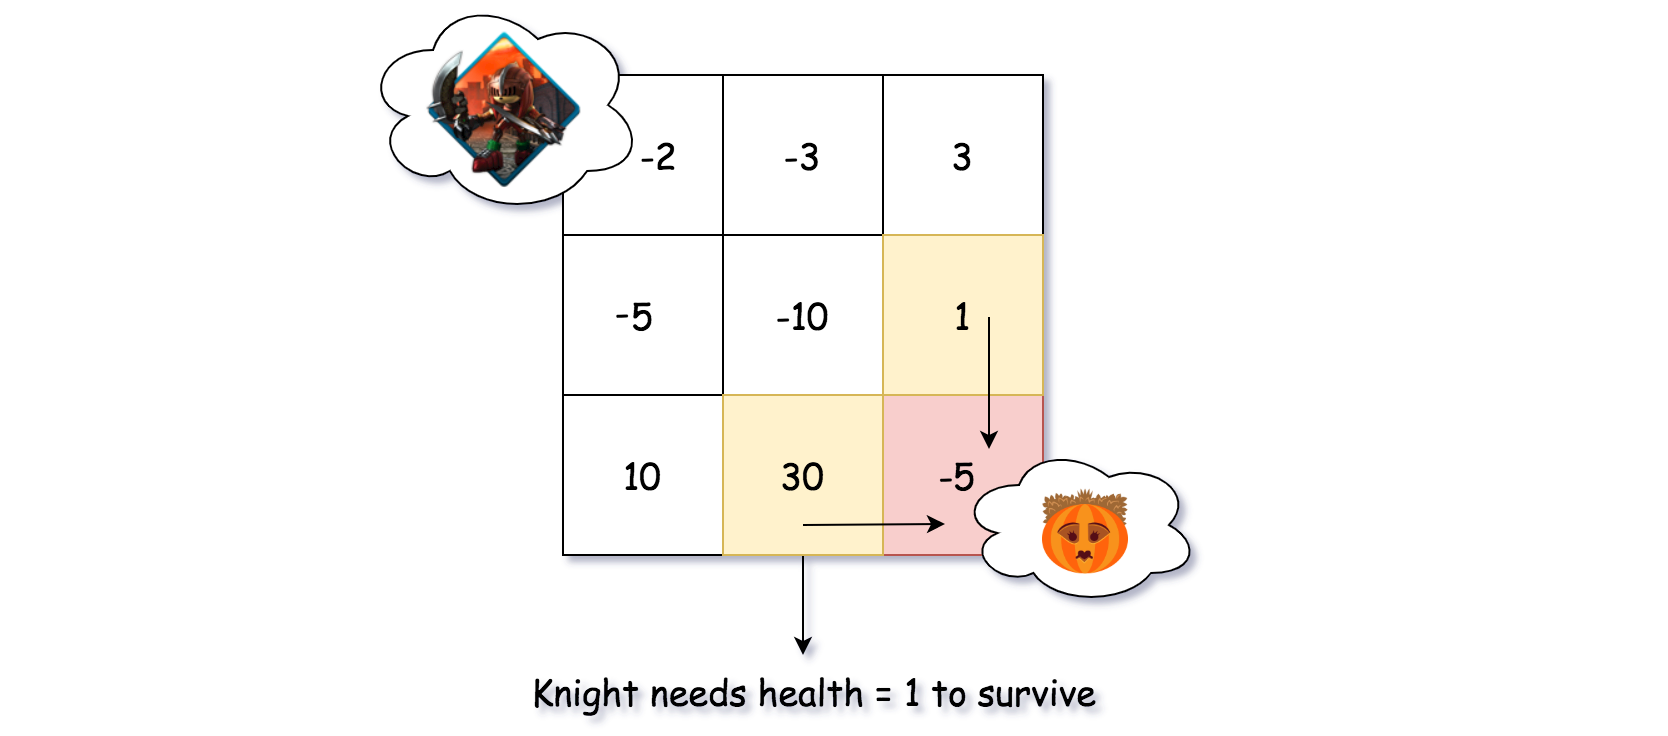 -2 -3 3
-5 -10 1
10 30 -5
Knight needs health = 1 to survive